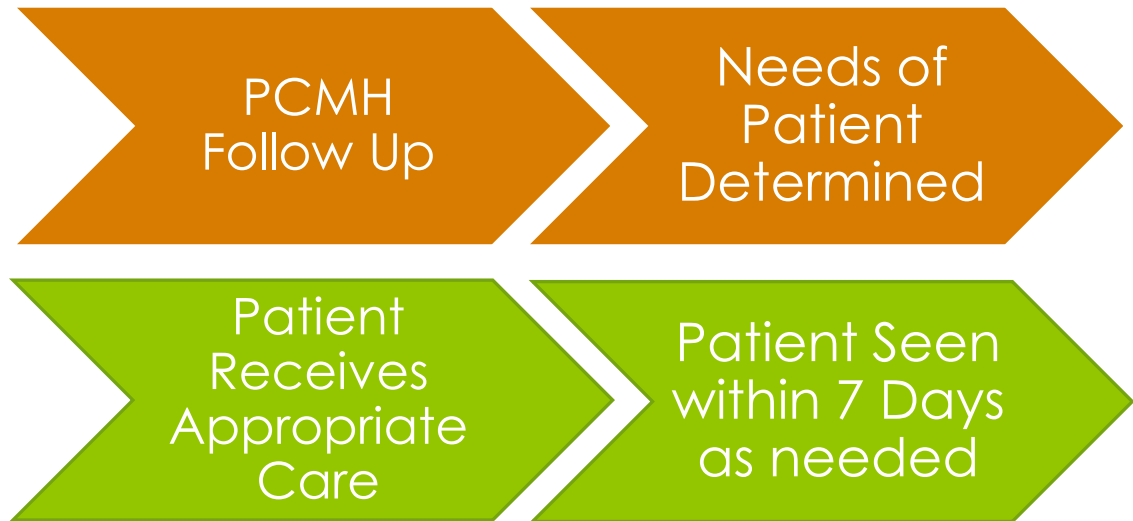 PCMH
Follow Up
Needs of
Patient
Determined
Patient
Receives
Appropriate
Care
Patient Seen
within 7 Days
as needed